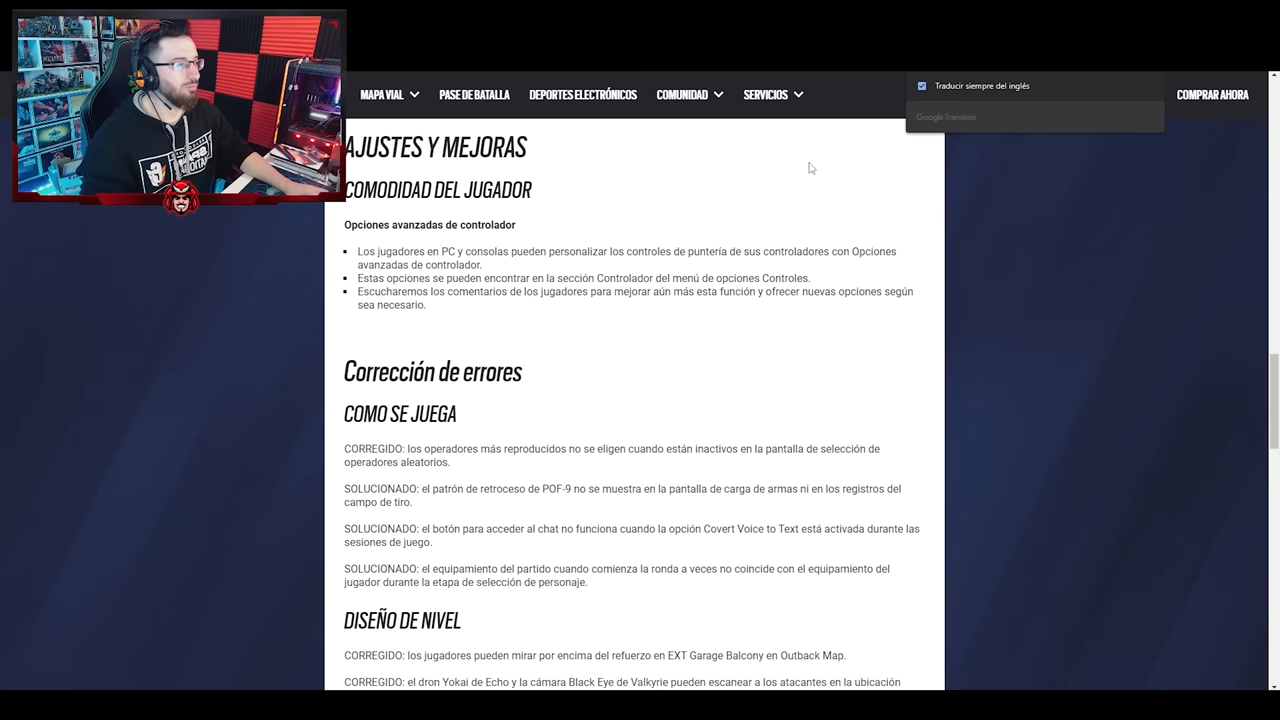 MAPA VIAL
PASE DE BATALLA
DEPORTES ELECTRÓNICOS
COMUNIDAD
SERVICIOS
Traducir siempre del inglés
Google Translate
COMPRAR AHORA
AJUSTES Y MEJORAS
COMODIDAD DEL JUGADOR
Opciones avanzadas de controlador
Los jugadores en PC y consolas pueden personalizar los controles de puntería de sus controladores con Opciones
avanzadas de controlador.
Estas opciones se pueden encontrar en la sección Controlador del menú de opciones Controles.
Escucharemos los comentarios de los jugadores para mejorar aún más esta función y ofrecer nuevas opciones según
sea necesario.
Corrección de errores
COMO SE JUEGA
CORREGIDO: los operadores más reproducidos no se eligen cuando están inactivos en la pantalla de selección de
operadores aleatorios.
SOLUCIONADO: el patrón de retroceso de POF-9 no se muestra en la pantalla de carga de armas ni en los registros del
campo de tiro.
SOLUCIONADO: el botón para acceder al chat no funciona cuando la opción Covert Voice to Text está activada durante las
sesiones de juego.
SOLUCIONADO: el equipamiento del partido cuando comienza la ronda a veces no coincide con el equipamiento del
jugador durante la etapa de selección de personaje.
DISEÑO DE NIVEL
CORREGIDO: los jugadores pueden mirar por encima del refuerzo en EXT Garage Balcony en Outback Map.
CORREGIDO: el dron Yokai de Echo y la cámara Black Eye de Valkyrie pueden escanear a los atacantes en la ubicación